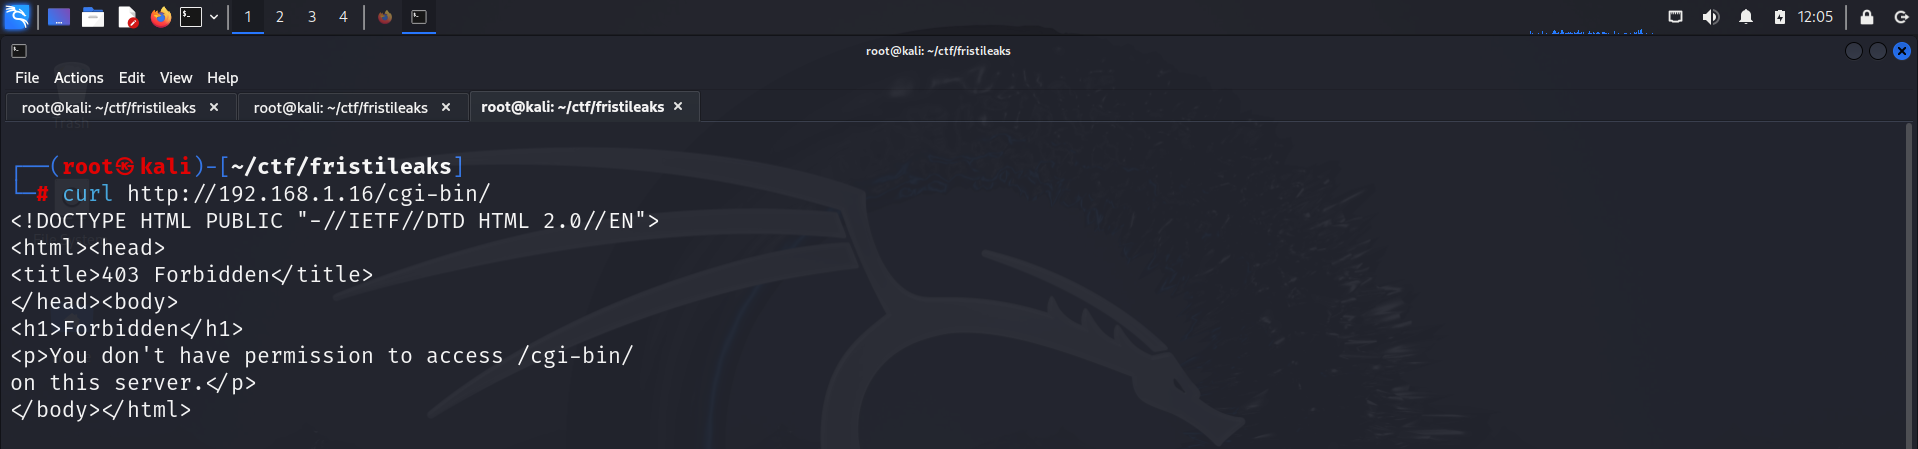 1 2 3 4 12:05
root@kali: ~/ctf/fristileaks
File Actions Edit View Help
root@kali: ~/ctf/fristileaks × root@kali: ~/ctf/fristileaks × root@kali: ~/ctf/fristileaks ×
Trash
┌──(root㉿kali)-[~/ctf/fristileaks]
└─# curl http://192.168.1.16/cgi-bin/
<!DOCTYPE HTML PUBLIC "-//IETF//DTD HTML 2.0//EN">
<html><head>
<title>403 Forbidden</title>
</head><body>
<h1>Forbidden</h1>
<p>You don't have permission to access /cgi-bin/
on this server.</p>
</body></html>